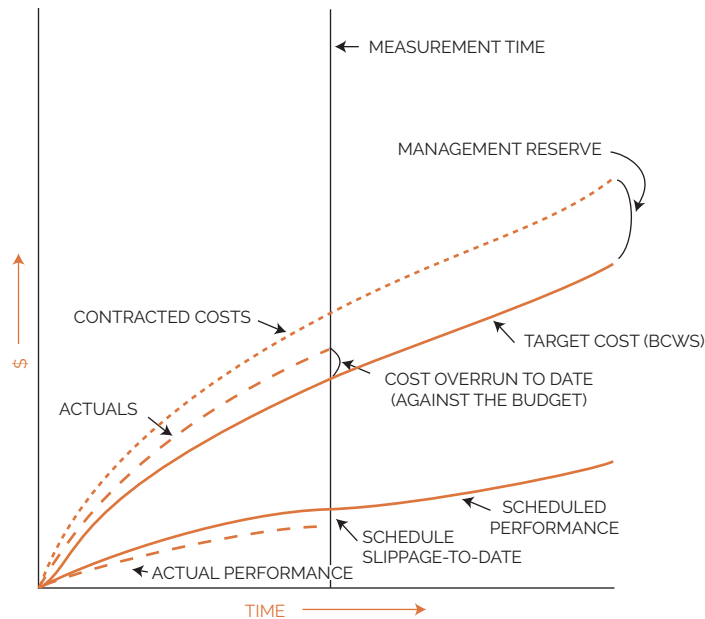 MEASUREMENT TIME
MANAGEMENT RESERVE
CONTRACTED COSTS
TARGET COST (BCWS)
$
COST OVERRUN TO DATE
(AGAINST THE BUDGET)
ACTUALS
SCHEDULED
PERFORMANCE
SCHEDULE
SLIPPAGE-TO-DATE
ACTUAL PERFORMANCE
TIME